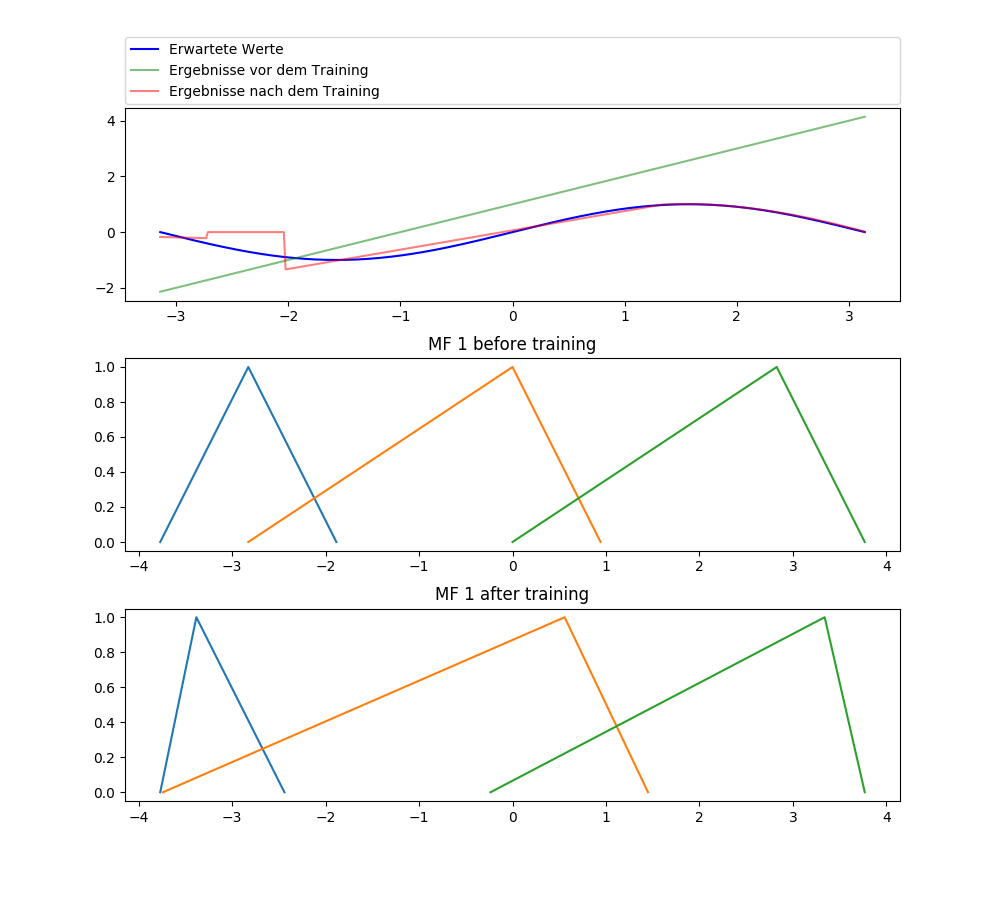 Erwartete Werte
Ergebnisse vor dem Training
Ergebnisse nach dem Training
4
2
0
−2
−3 −2 −1 0 1 2 3
MF 1 before training
1.0
0.8
0.6
0.4
0.2
0.0
−4 −3 −2 −1 0 1 2 3 4
MF 1 after training
1.0
0.8
0.6
0.4
0.2
0.0
−4 −3 −2 −1 0 1 2 3 4